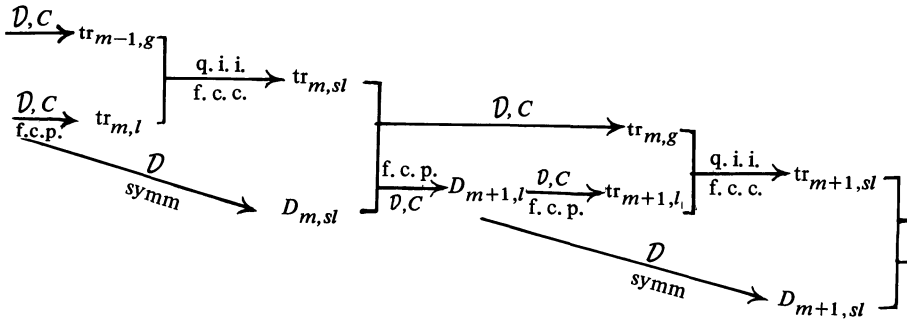 𝒟, C tr_{m-1,g}
q. i. i.
f. c. c. tr_{m,sl}
𝒟, C
f.c.p. tr_{m,l}
𝒟, C tr_{m,g}
q. i. i.
f. c. c. tr_{m+1,sl}
𝒟
symm D_{m,sl}
f. c. p.
𝒟, C D_{m+1,l} 𝒟, C
f. c. p. tr_{m+1,l}
𝒟
symm D_{m+1,sl}